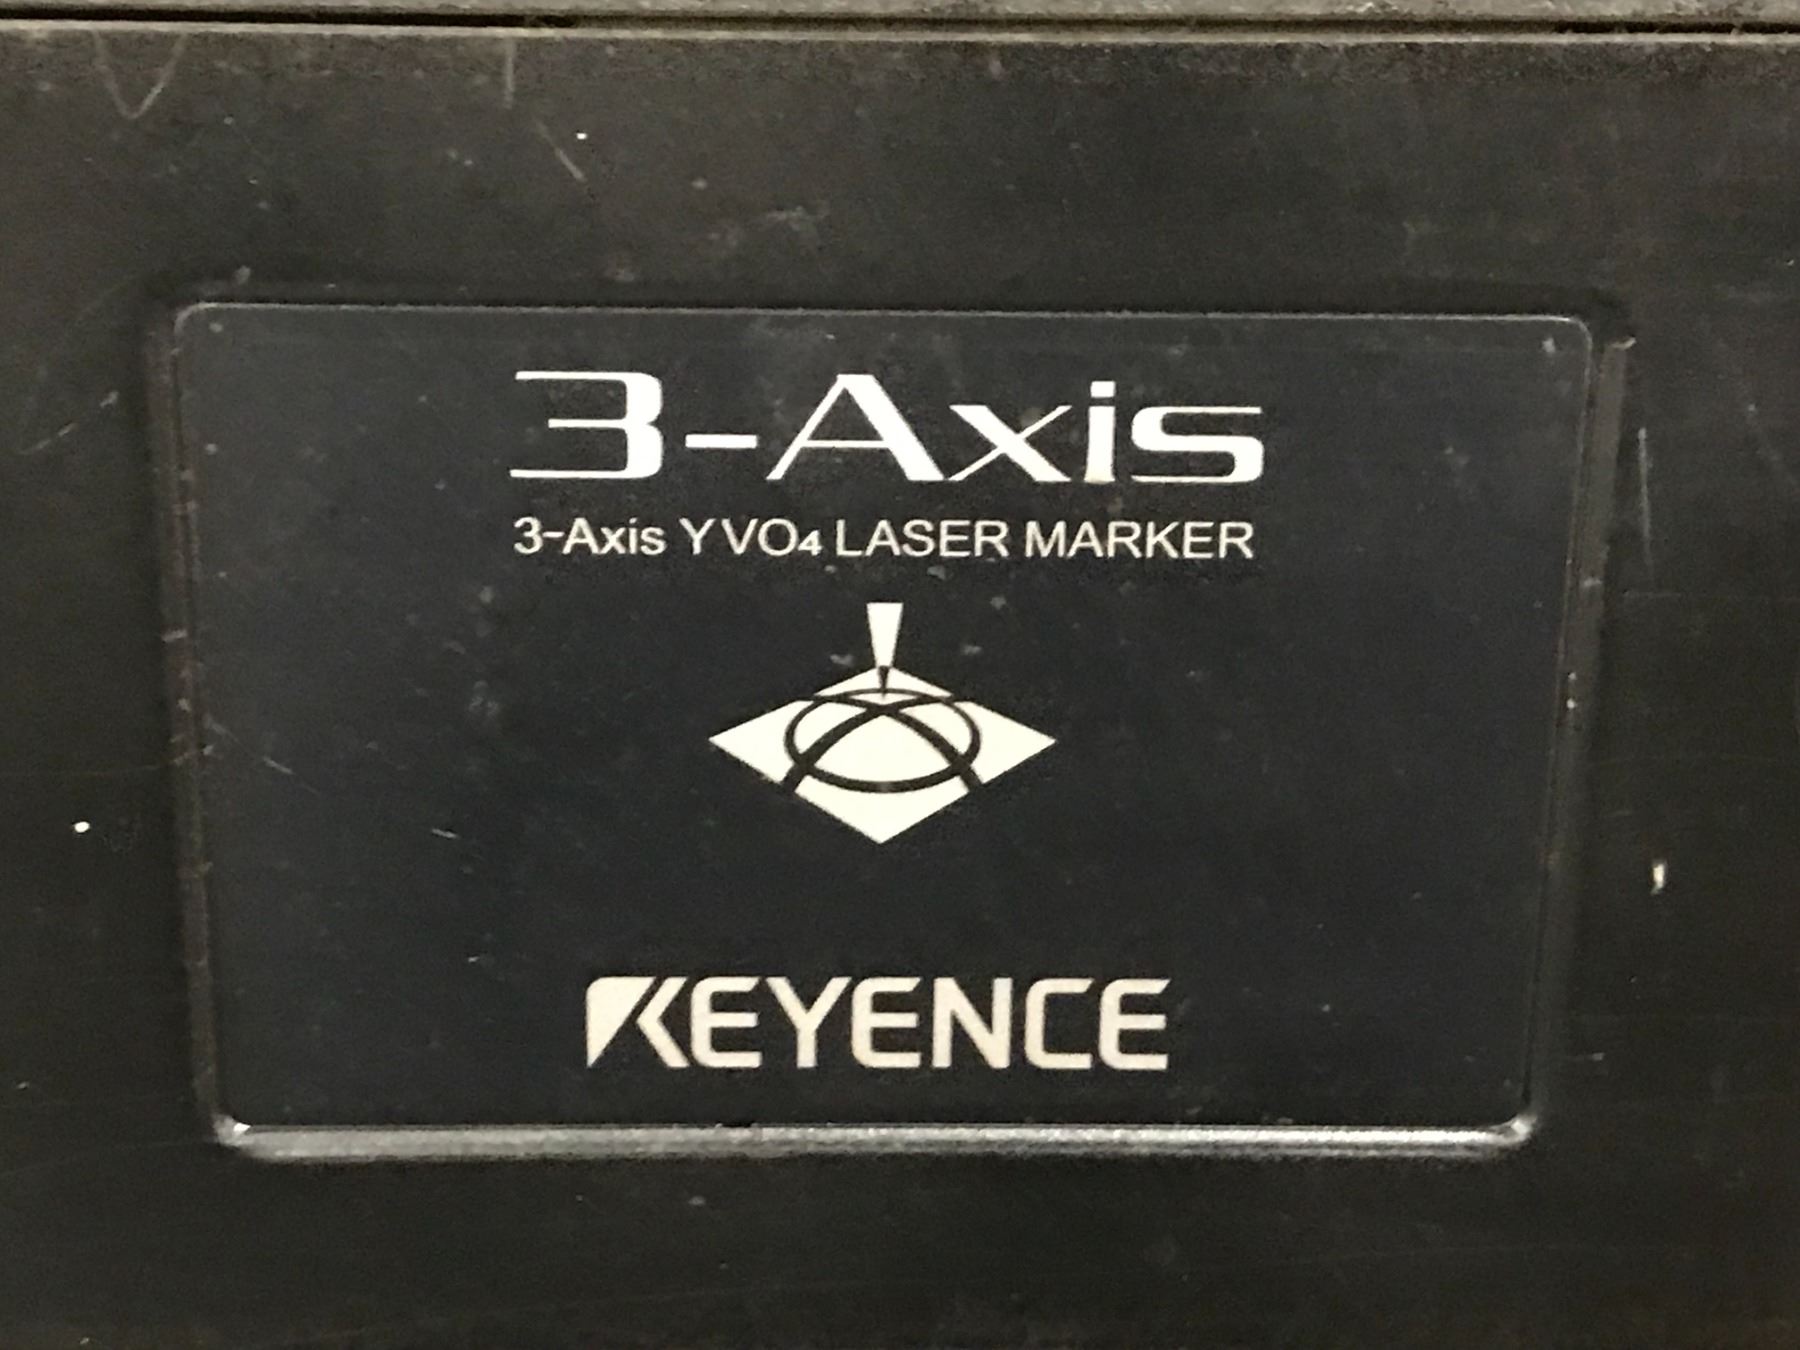 3-Axis
3-Axis YVO₄ LASER MARKER
KEYENCE